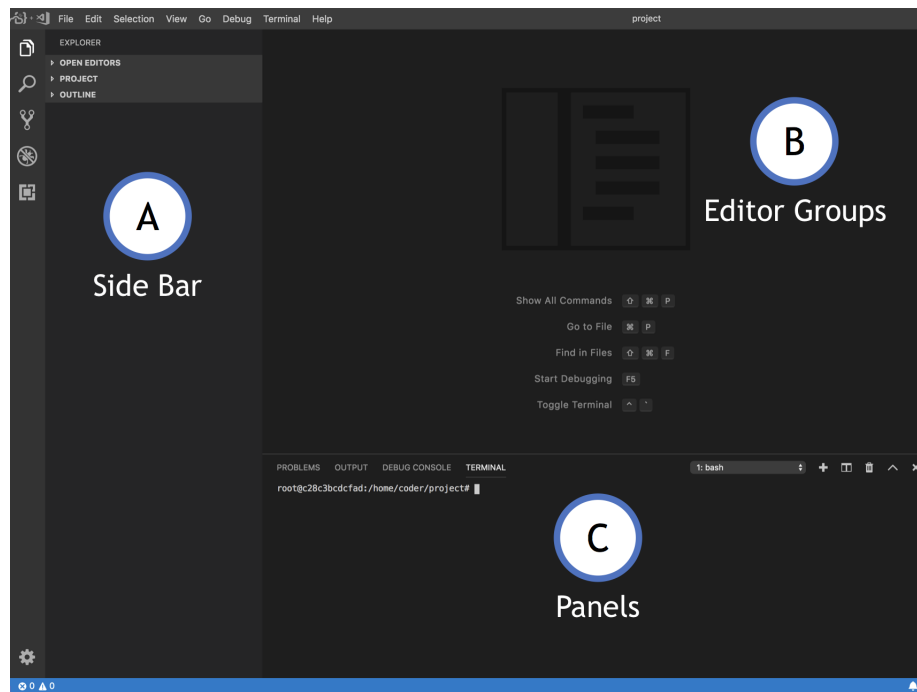 File Edit Selection View Go Debug Terminal Help project
EXPLORER
OPEN EDITORS
PROJECT
OUTLINE
A
Side Bar
B
Editor Groups
Show All Commands ⇧ ⌘ P
Go to File ⌘ P
Find in Files ⇧ ⌘ F
Start Debugging F5
Toggle Terminal ^ `
PROBLEMS OUTPUT DEBUG CONSOLE TERMINAL 1: bash
root@c28c3bcdcfad:/home/coder/project#
C
Panels
0 0